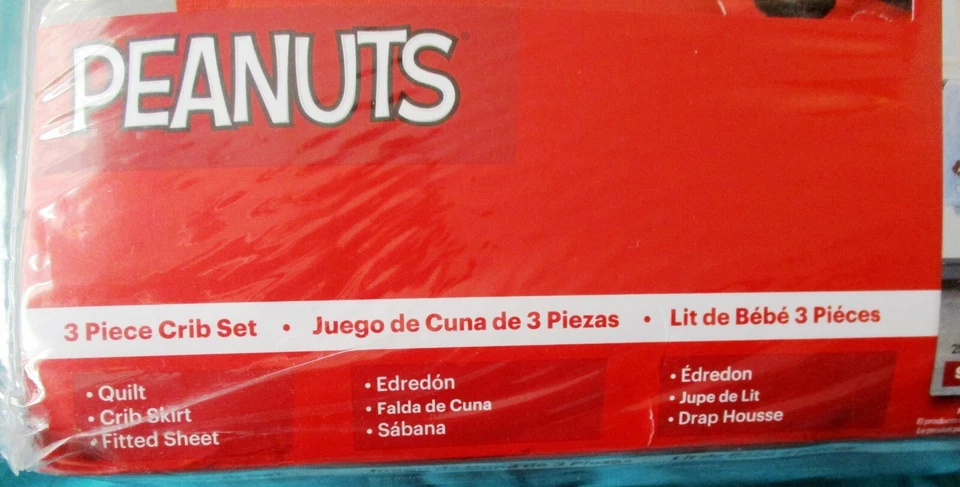 PEANUTS
3 Piece Crib Set • Juego de Cuna de 3 Piezas • Lit de Bébé 3 Piéces
• Quilt
• Crib Skirt
• Fitted Sheet
• Edredón
• Falda de Cuna
• Sábana
• Édredon
• Jupe de Lit
• Drap Housse